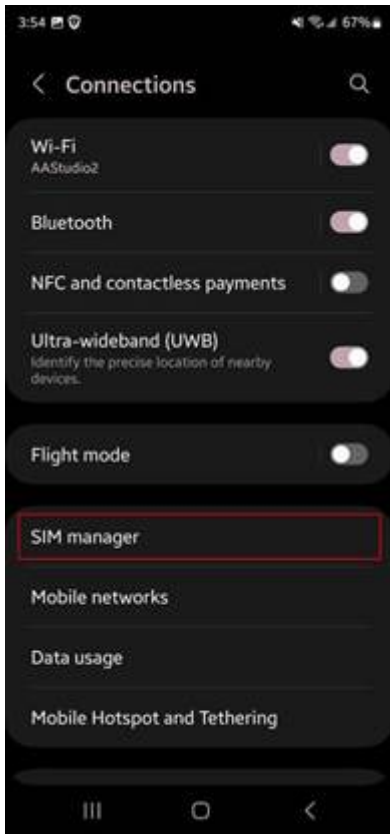 3:54
67%
Connections
Wi-Fi
AAStudio2
Bluetooth
NFC and contactless payments
Ultra-wideband (UWB)
Identify the precise location of nearby
devices.
Flight mode
SIM manager
Mobile networks
Data usage
Mobile Hotspot and Tethering